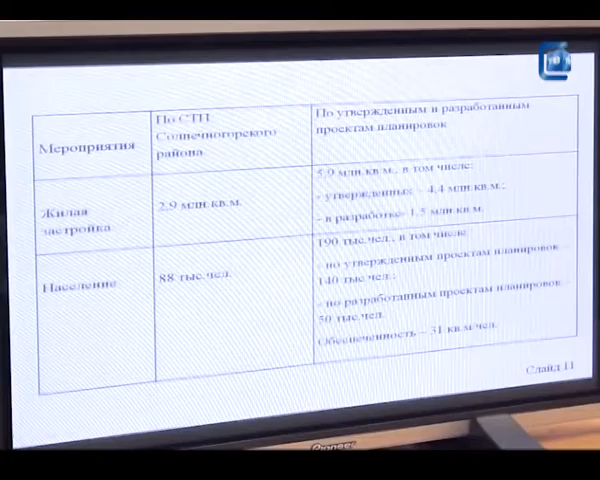 Мероприятия
По СТП
Солнечногорского
района
По утвержденным и разработанным
проектам планировок
Жилая
застройка
2,9 млн.кв.м.
5,9 млн.кв.м., в том числе:
- утвержденных – 4,4 млн.кв.м.;
- в разработке- 1,5 млн.кв.м.
Население
88 тыс.чел.
190 тыс.чел., в том числе:
- по утвержденным проектам планировок –
140 тыс.чел.;
- по разработанным проектам планировок –
50 тыс.чел.
Обеспеченность – 31 кв.м/чел.
Слайд 11
Pioneer